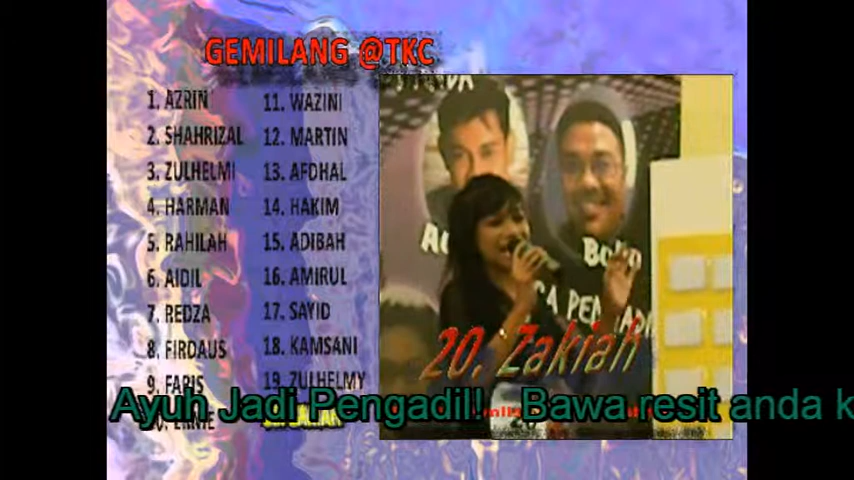 GEMILANG @TKC
1. AZRIN
2. SHAHRIZAL
3. ZULHELMI
4. HARMAN
5. RAHILAH
6. AIDIL
7. REDZA
8. FIRDAUS
9. FARIS
11. WAZINI
12. MARTIN
13. AFDHAL
14. HAKIM
15. ADIBAH
16. AMIRUL
17. SAYID
18. KAMSANI
19. ZULHELMY
20. Zakiah
Ayuh Jadi Pengadil! Bawa resit anda k